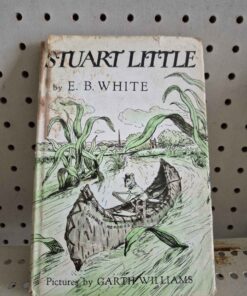 STUART LITTLE
by E. B. WHITE
Pictures by GARTH WILLIAMS